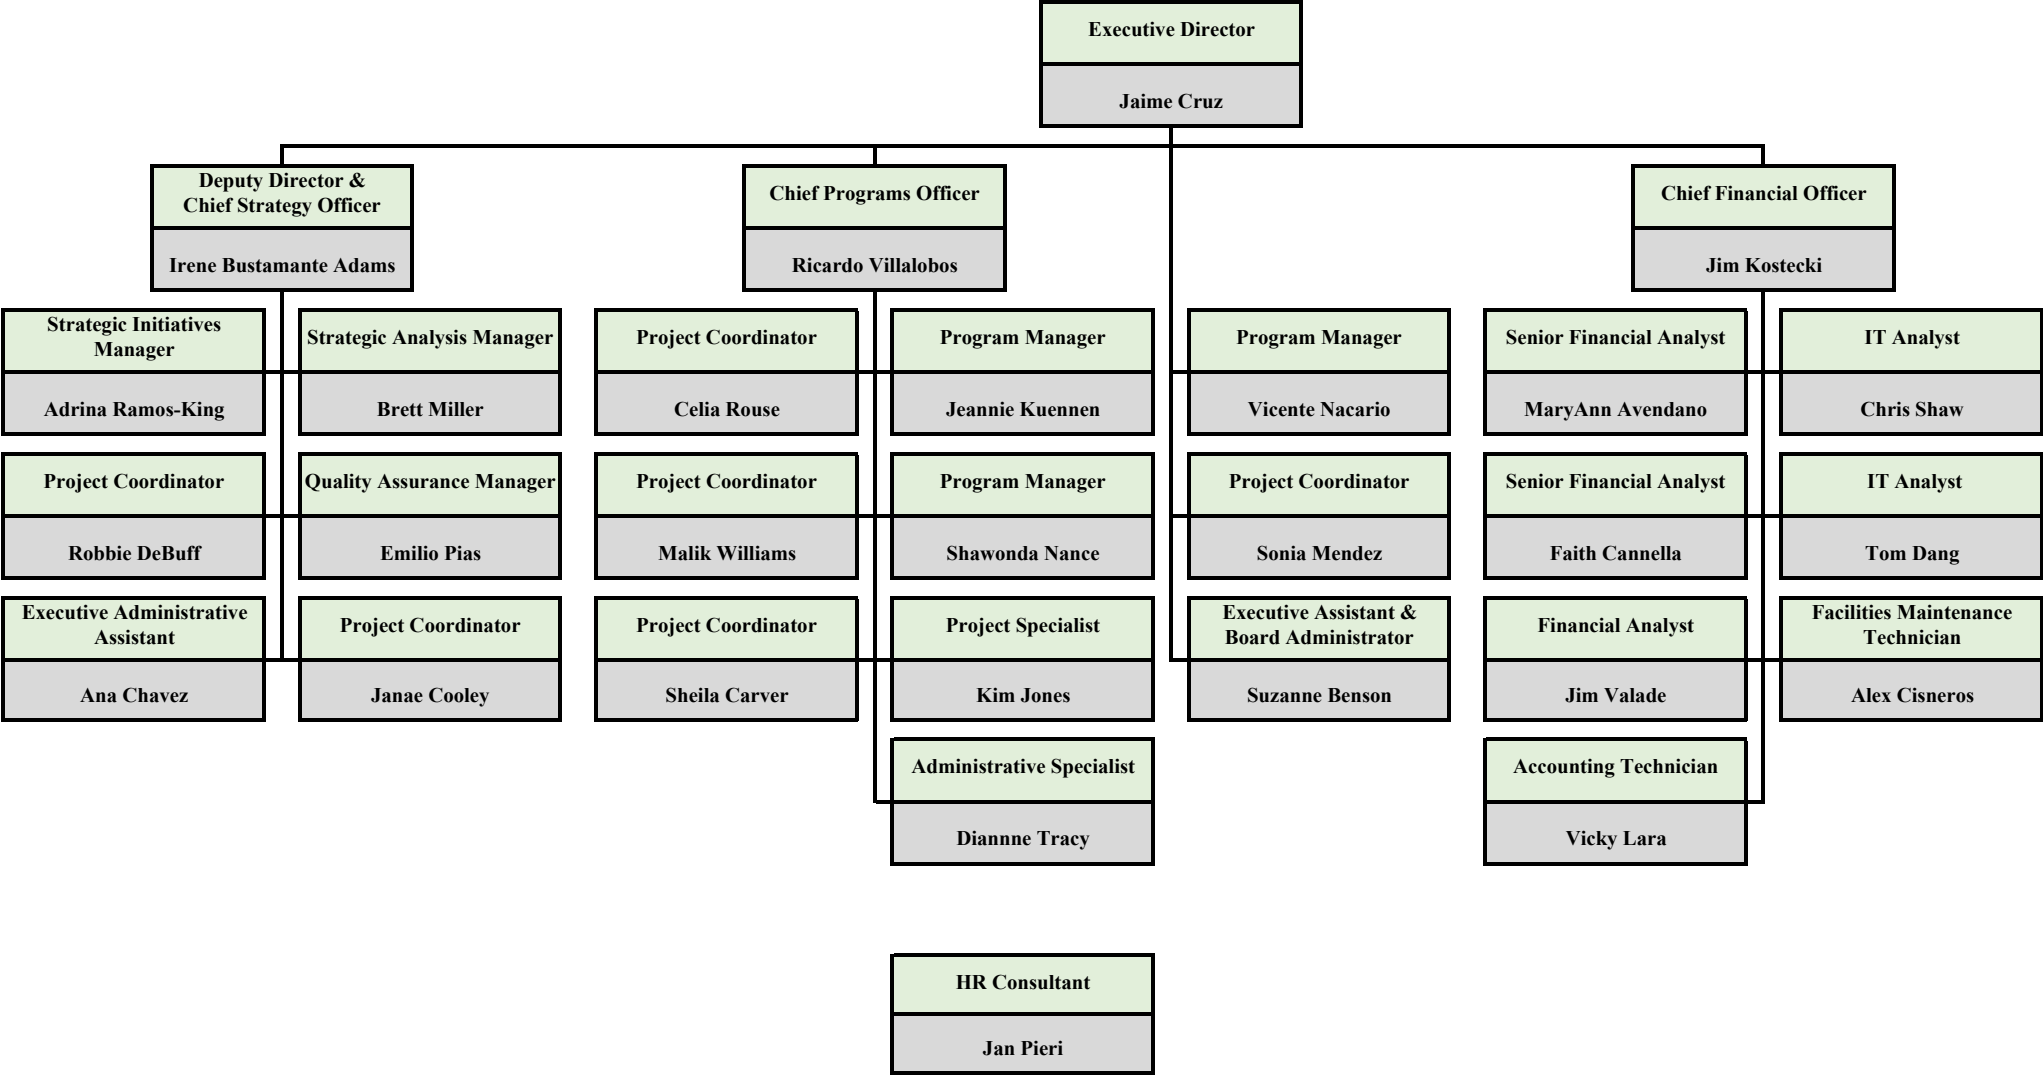 Executive Director
Jaime Cruz
Deputy Director &
Chief Strategy Officer
Irene Bustamante Adams
Chief Programs Officer
Ricardo Villalobos
Chief Financial Officer
Jim Kostecki
Strategic Initiatives
Manager
Adrina Ramos-King
Strategic Analysis Manager
Brett Miller
Project Coordinator
Celia Rouse
Program Manager
Jeannie Kuennen
Program Manager
Vicente Nacario
Senior Financial Analyst
MaryAnn Avendano
IT Analyst
Chris Shaw
Project Coordinator
Robbie DeBuff
Quality Assurance Manager
Emilio Pias
Project Coordinator
Malik Williams
Program Manager
Shawonda Nance
Project Coordinator
Sonia Mendez
Senior Financial Analyst
Faith Cannella
IT Analyst
Tom Dang
Executive Administrative
Assistant
Ana Chavez
Project Coordinator
Janae Cooley
Project Coordinator
Sheila Carver
Project Specialist
Kim Jones
Executive Assistant &
Board Administrator
Suzanne Benson
Financial Analyst
Jim Valade
Facilities Maintenance
Technician
Alex Cisneros
Administrative Specialist
Diannne Tracy
Accounting Technician
Vicky Lara
HR Consultant
Jan Pieri